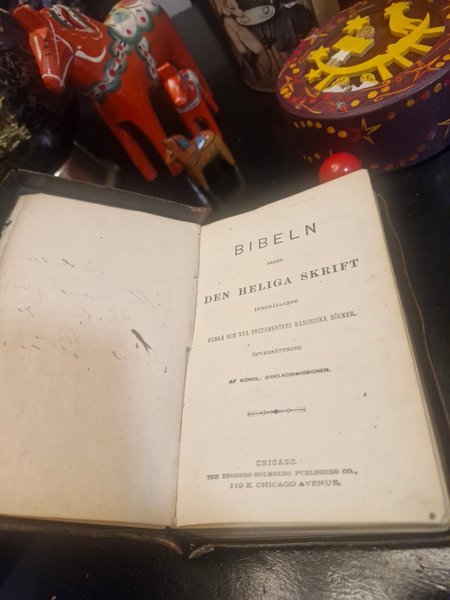 BIBELN
ELLER
DEN HELIGA SKRIFT
INNEHÅLLANDE
GAMLA OCH NYA TESTAMENTETS KANONISKA BÖCKER,
ÖFVERSÄTTNING
AF KONGL. BIBELKOMMISSIONEN.
CHICAGO.
THE ENGBERG-HOLMBERG PUBLISHING CO.,
119 E. CHICAGO AVENUE.